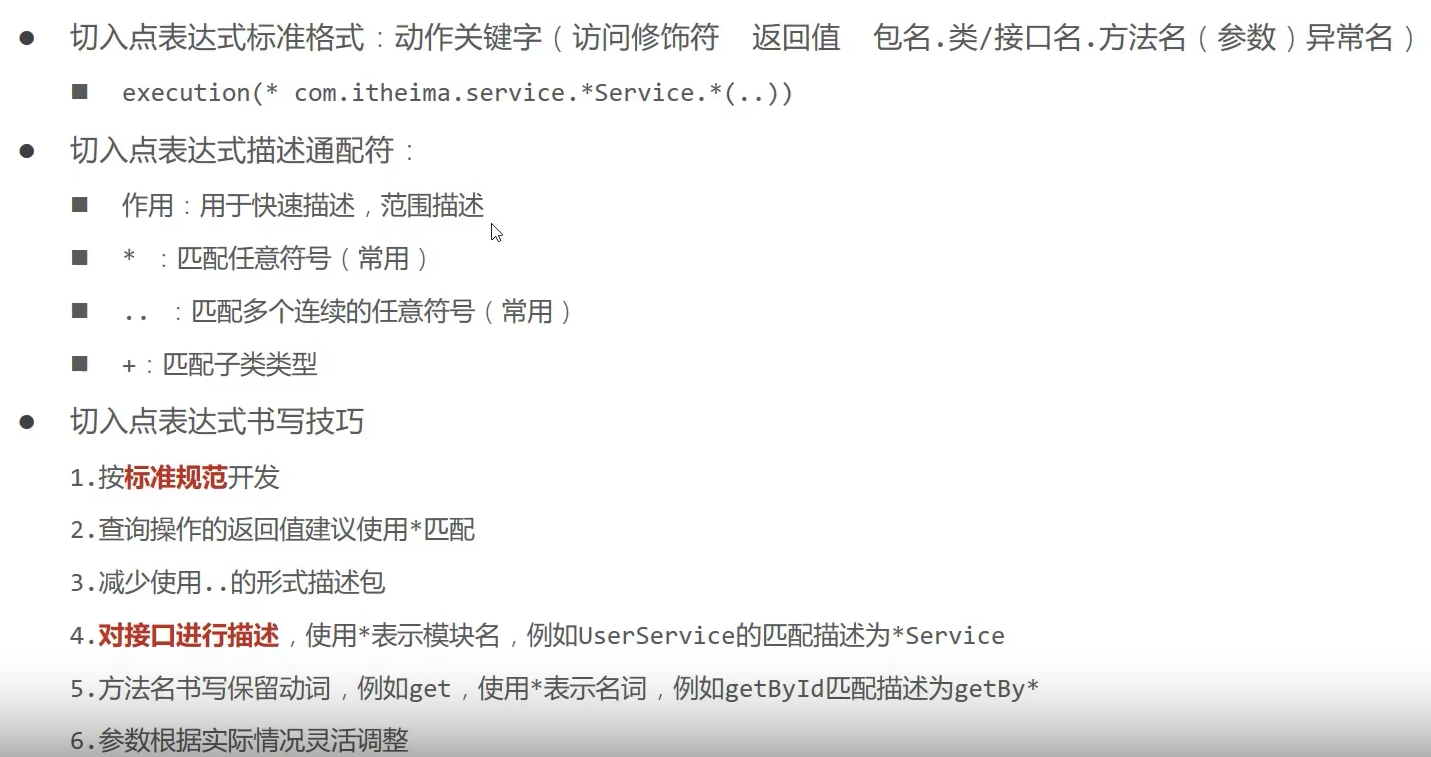 ● 切入点表达式标准格式：动作关键字（访问修饰符　返回值　包名.类/接口名.方法名（参数）异常名）
■ execution(* com.itheima.service.*Service.*(..))
● 切入点表达式描述通配符：
■ 作用：用于快速描述，范围描述
■ * ：匹配任意符号（常用）
■ .. ：匹配多个连续的任意符号（常用）
■ +：匹配子类类型
● 切入点表达式书写技巧
1.按标准规范开发
2.查询操作的返回值建议使用*匹配
3.减少使用..的形式描述包
4.对接口进行描述，使用*表示模块名，例如UserService的匹配描述为*Service
5.方法名书写保留动词，例如get，使用*表示名词，例如getById匹配描述为getBy*
6.参数根据实际情况灵活调整